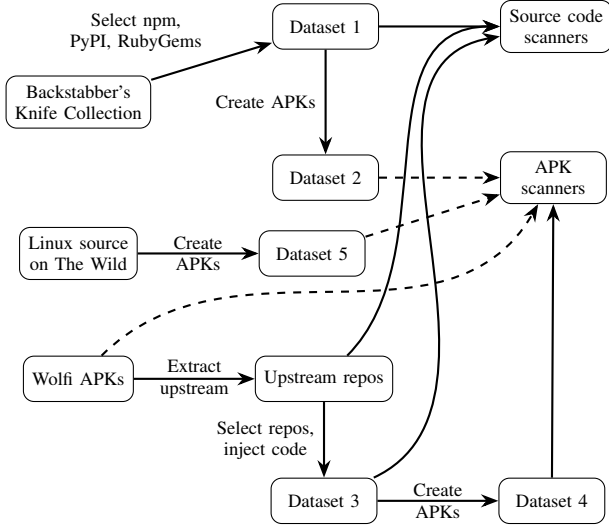 Select npm,
PyPI, RubyGems
Dataset 1
Source code
scanners
Backstabber's
Knife Collection
Create APKs
Dataset 2
APK
scanners
Linux source
on The Wild
Create
APKs
Dataset 5
Wolfi APKs
Extract
upstream
Upstream repos
Select repos,
inject code
Dataset 3
Create
APKs
Dataset 4